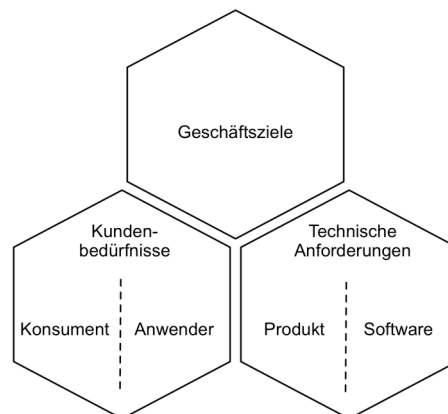 Geschäftsziele
Kunden-
bedürfnisse
Konsument
Anwender
Technische
Anforderungen
Produkt
Software